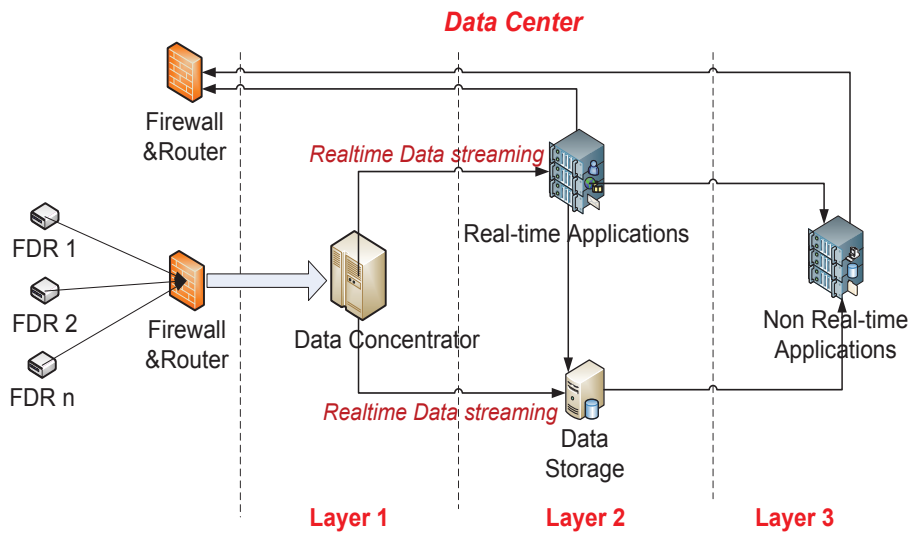 Data Center
Firewall
&Router
Realtime Data streaming
Real-time Applications
FDR 1
FDR 2
FDR n
Firewall
&Router
Data Concentrator
Non Real-time
Applications
Realtime Data streaming
Data
Storage
Layer 1
Layer 2
Layer 3